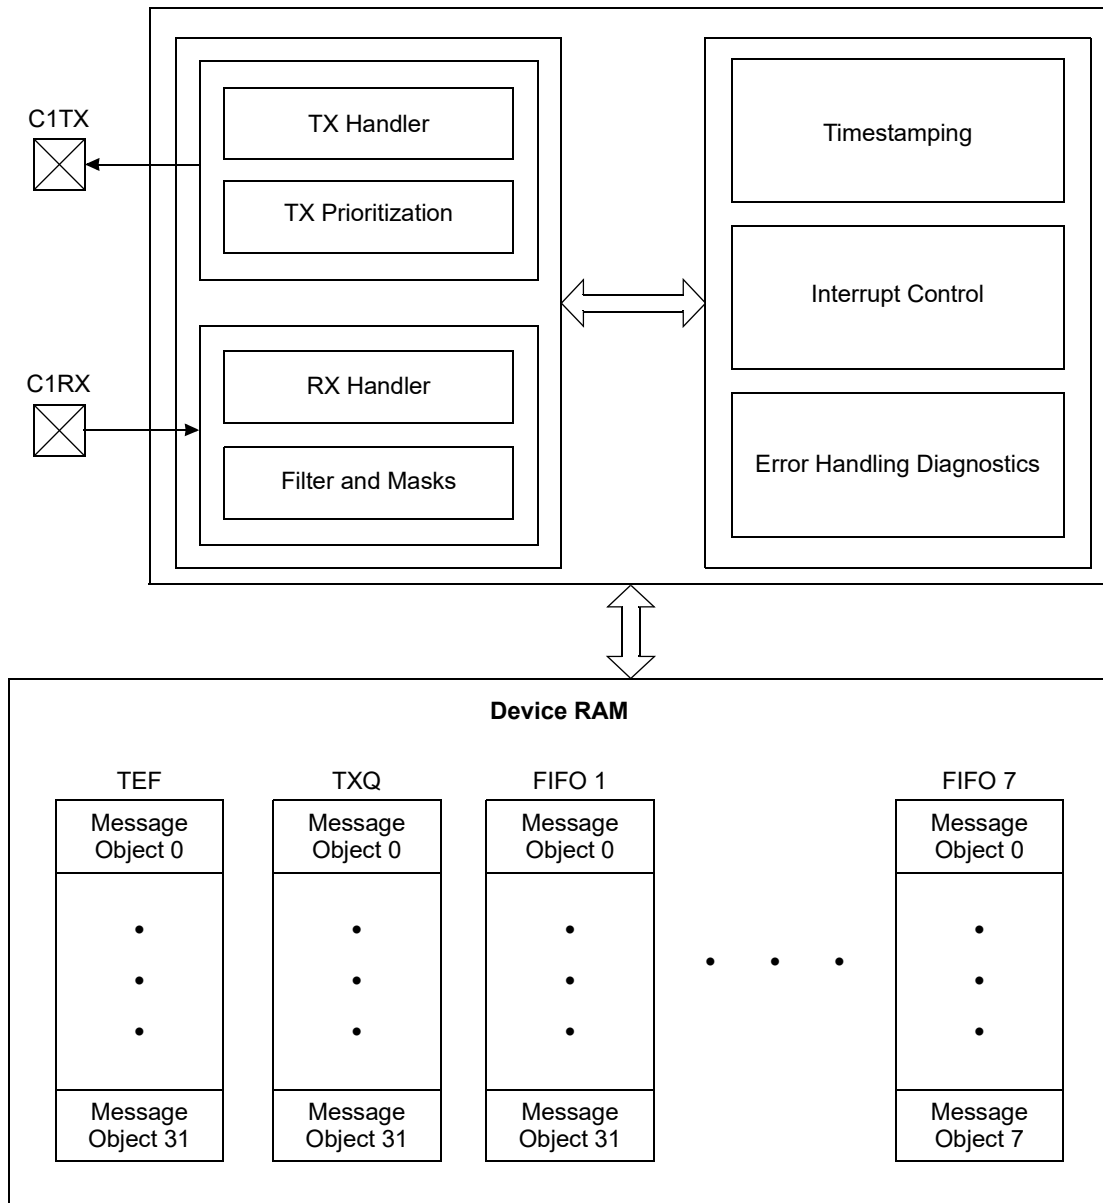 C1TX
TX Handler
TX Prioritization
C1RX
RX Handler
Filter and Masks
Timestamping
Interrupt Control
Error Handling Diagnostics
Device RAM
TEF
Message
Object 0
Message
Object 31
TXQ
Message
Object 0
Message
Object 31
FIFO 1
Message
Object 0
Message
Object 31
FIFO 7
Message
Object 0
Message
Object 7